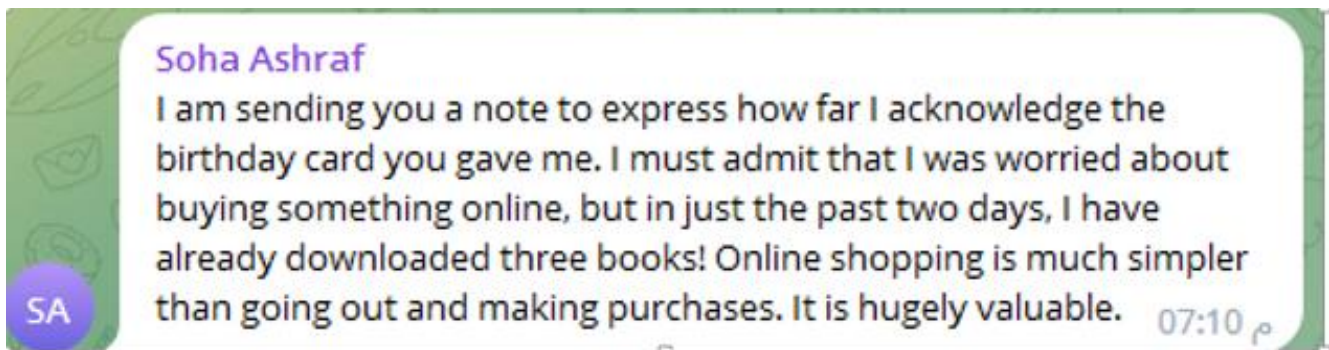 Soha Ashraf
I am sending you a note to express how far I acknowledge the
birthday card you gave me. I must admit that I was worried about
buying something online, but in just the past two days, I have
already downloaded three books! Online shopping is much simpler
than going out and making purchases. It is hugely valuable.
07:10 م
SA